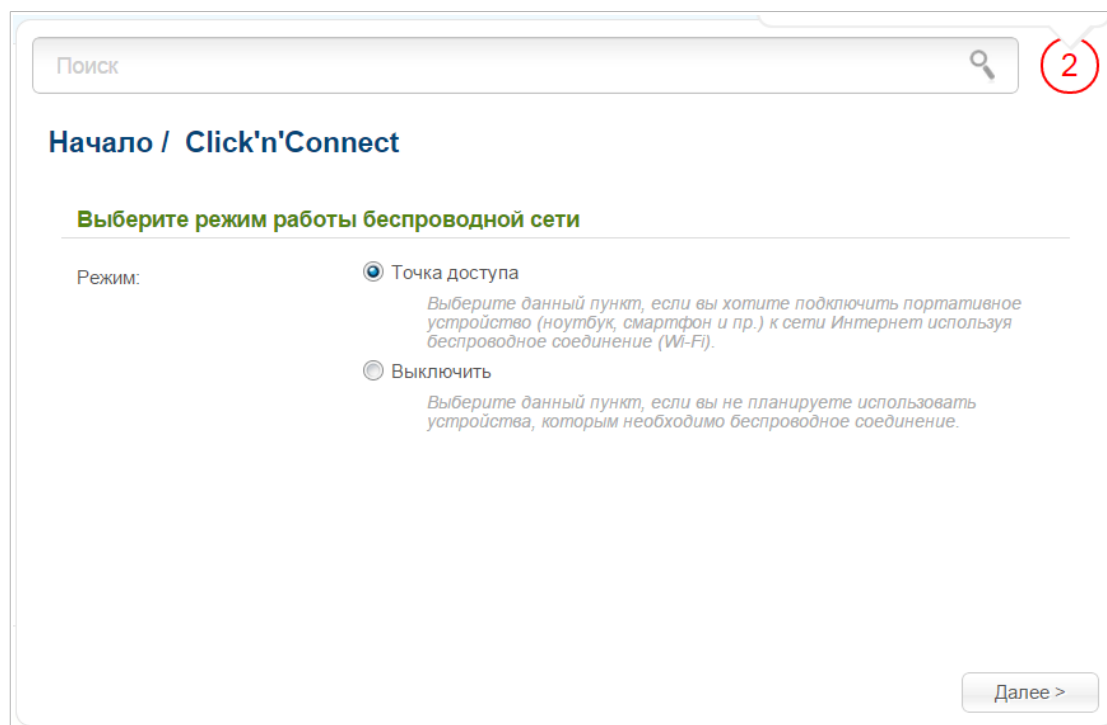 Поиск
2
Начало / Click'n'Connect
Выберите режим работы беспроводной сети
Режим:
Точка доступа
Выберите данный пункт, если вы хотите подключить портативное
устройство (ноутбук, смартфон и пр.) к сети Интернет используя
беспроводное соединение (Wi-Fi).
Выключить
Выберите данный пункт, если вы не планируете использовать
устройства, которым необходимо беспроводное соединение.
Далее >